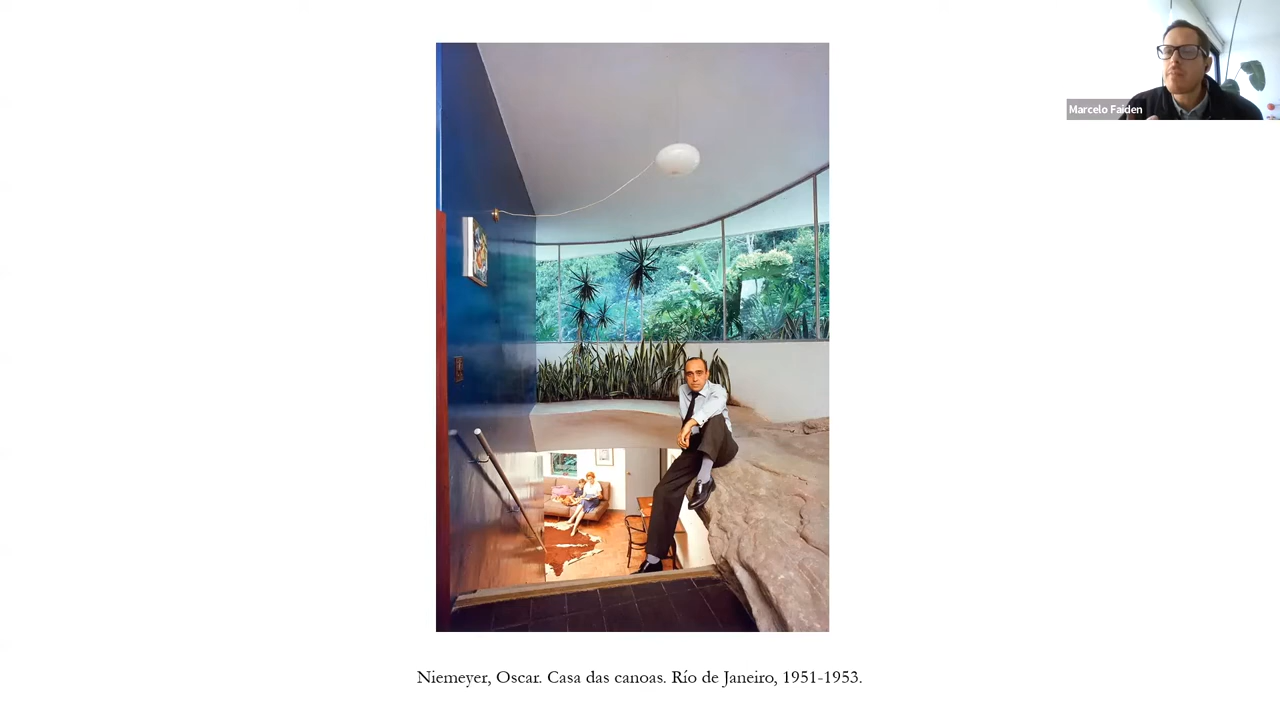 Marcelo Faiden
Niemeyer, Oscar. Casa das canoas. Río de Janeiro, 1951-1953.